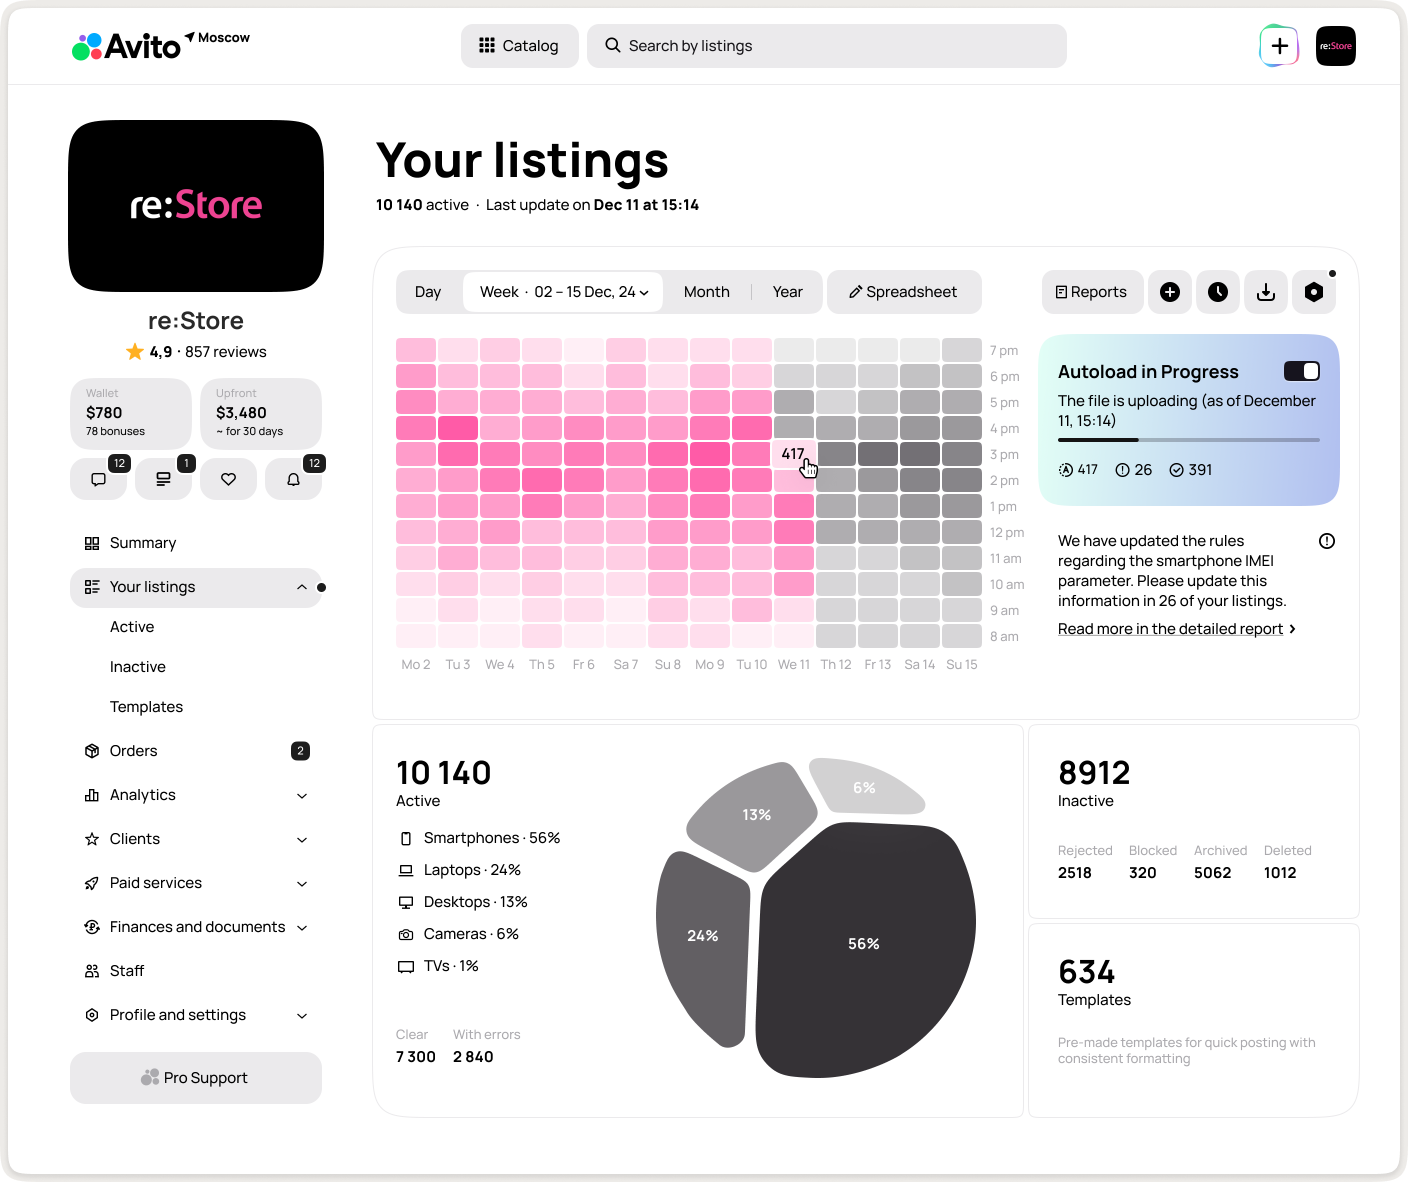 Avito
Moscow
Catalog
Search by listings
re:Store
re:Store
re:Store
4,9 · 857 reviews
Wallet
$780
78 bonuses
Upfront
$3,480
~ for 30 days
12
1
12
Summary
Your listings
Active
Inactive
Templates
Orders
2
Analytics
Clients
Paid services
Finances and documents
Staff
Profile and settings
Pro Support
Your listings
10 140 active · Last update on Dec 11 at 15:14
Day
Week · 02 – 15 Dec, 24
Month
Year
Spreadsheet
Reports
7 pm
6 pm
5 pm
4 pm
417
3 pm
2 pm
1 pm
12 pm
11 am
10 am
9 am
8 am
Mo 2 Tu 3 We 4 Th 5 Fr 6 Sa 7 Su 8 Mo 9 Tu 10 We 11 Th 12 Fr 13 Sa 14 Su 15
Autoload in Progress
The file is uploading (as of December
11, 15:14)
417 26 391
We have updated the rules
regarding the smartphone IMEI
parameter. Please update this
information in 26 of your listings.
Read more in the detailed report
10 140
Active
Smartphones · 56%
Laptops · 24%
Desktops · 13%
Cameras · 6%
TVs · 1%
Clear With errors
7 300 2 840
6%
13%
24%
56%
8912
Inactive
Rejected Blocked Archived Deleted
2518 320 5062 1012
634
Templates
Pre-made templates for quick posting with
consistent formatting